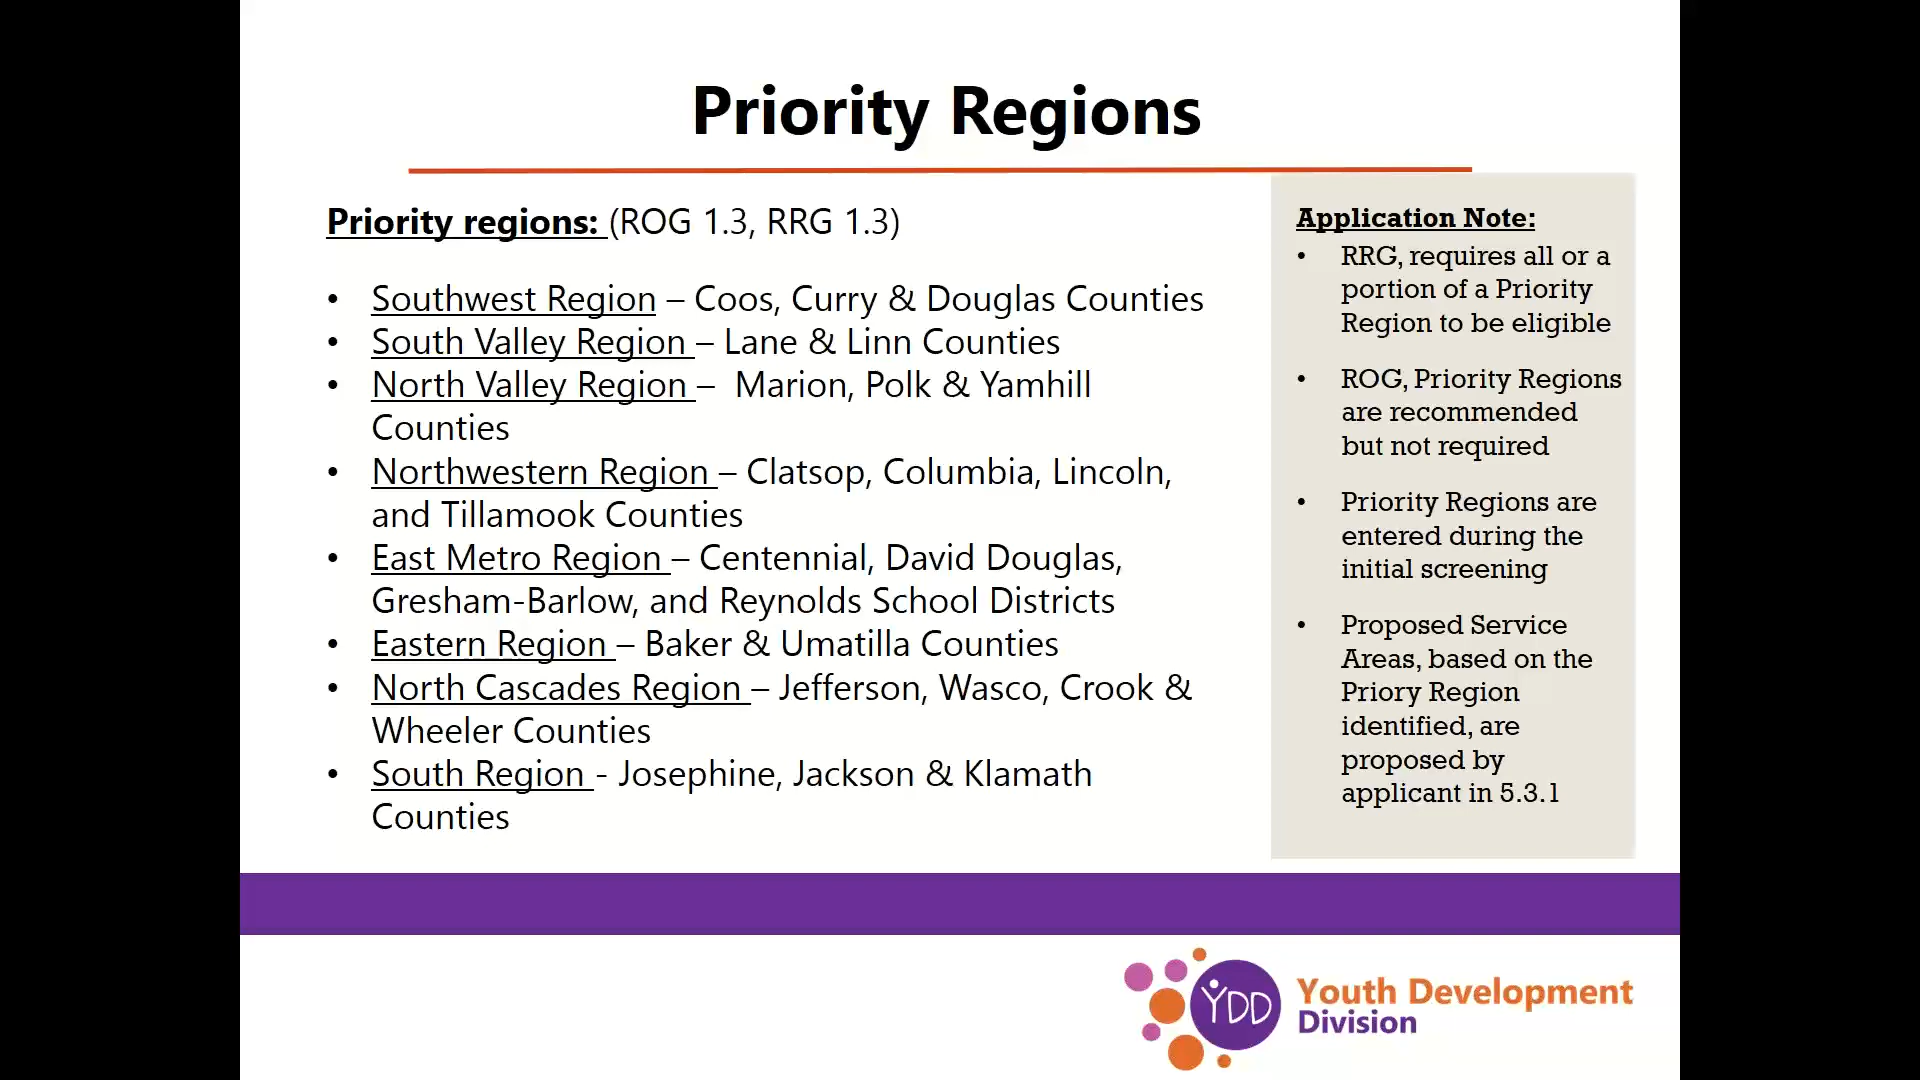 Priority Regions
Priority regions: (ROG 1.3, RRG 1.3)
• Southwest Region – Coos, Curry & Douglas Counties
• South Valley Region – Lane & Linn Counties
• North Valley Region – Marion, Polk & Yamhill
Counties
• Northwestern Region – Clatsop, Columbia, Lincoln,
and Tillamook Counties
• East Metro Region – Centennial, David Douglas,
Gresham-Barlow, and Reynolds School Districts
• Eastern Region – Baker & Umatilla Counties
• North Cascades Region – Jefferson, Wasco, Crook &
Wheeler Counties
• South Region - Josephine, Jackson & Klamath
Counties
Application Note:
• RRG, requires all or a
portion of a Priority
Region to be eligible
• ROG, Priority Regions
are recommended
but not required
• Priority Regions are
entered during the
initial screening
• Proposed Service
Areas, based on the
Priory Region
identified, are
proposed by
applicant in 5.3.1
YDD
Youth Development
Division